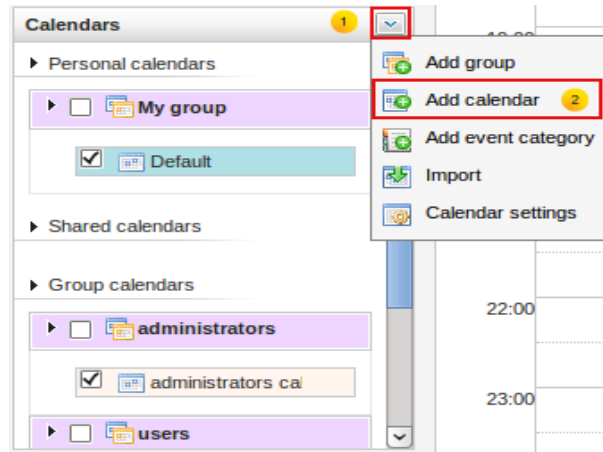 Calendars 1
Personal calendars
My group
Default
Shared calendars
Group calendars
administrators
administrators cal
users
Add group
Add calendar 2
Add event category
Import
Calendar settings
22:00
23:00